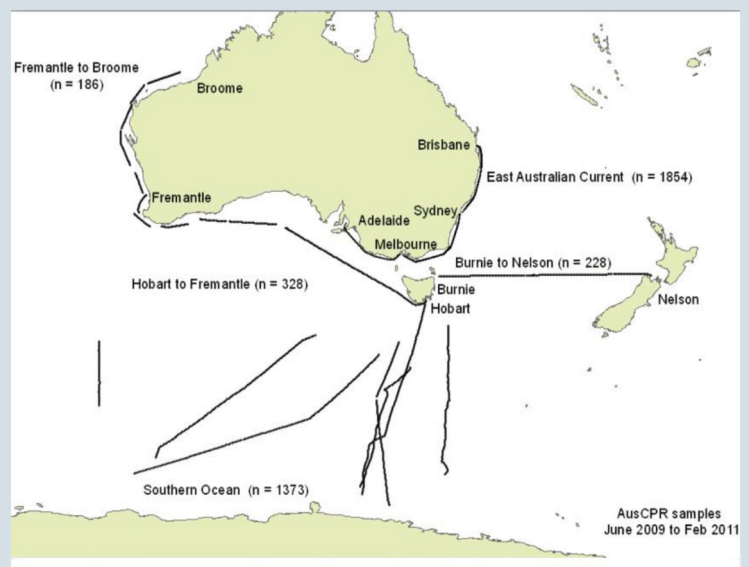 Fremantle to Broome
(n = 186)
Broome
Brisbane
East Australian Current (n = 1854)
Fremantle
Sydney
Adelaide
Melbourne
Burnie to Nelson (n = 228)
Hobart to Fremantle (n = 328)
Burnie
Nelson
Hobart
Southern Ocean (n = 1373)
AusCPR samples
June 2009 to Feb 2011